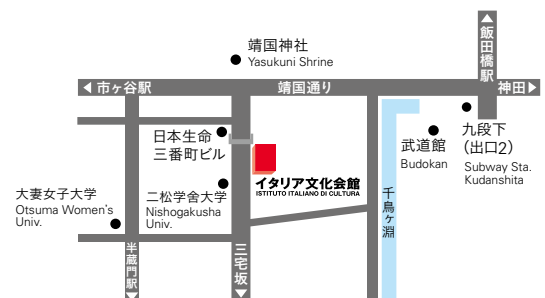 靖国神社
Yasukuni Shrine
飯田橋駅
市ヶ谷駅
靖国通り
神田
日本生命
三番町ビル
武道館
Budokan
九段下
（出口2）
Subway Sta.
Kudanshita
イタリア文化会館
ISTITUTO ITALIANO DI CULTURA
大妻女子大学
Otsuma Women's
Univ.
二松学舎大学
Nishogakusha
Univ.
千鳥ヶ淵
半蔵門駅
三宅坂